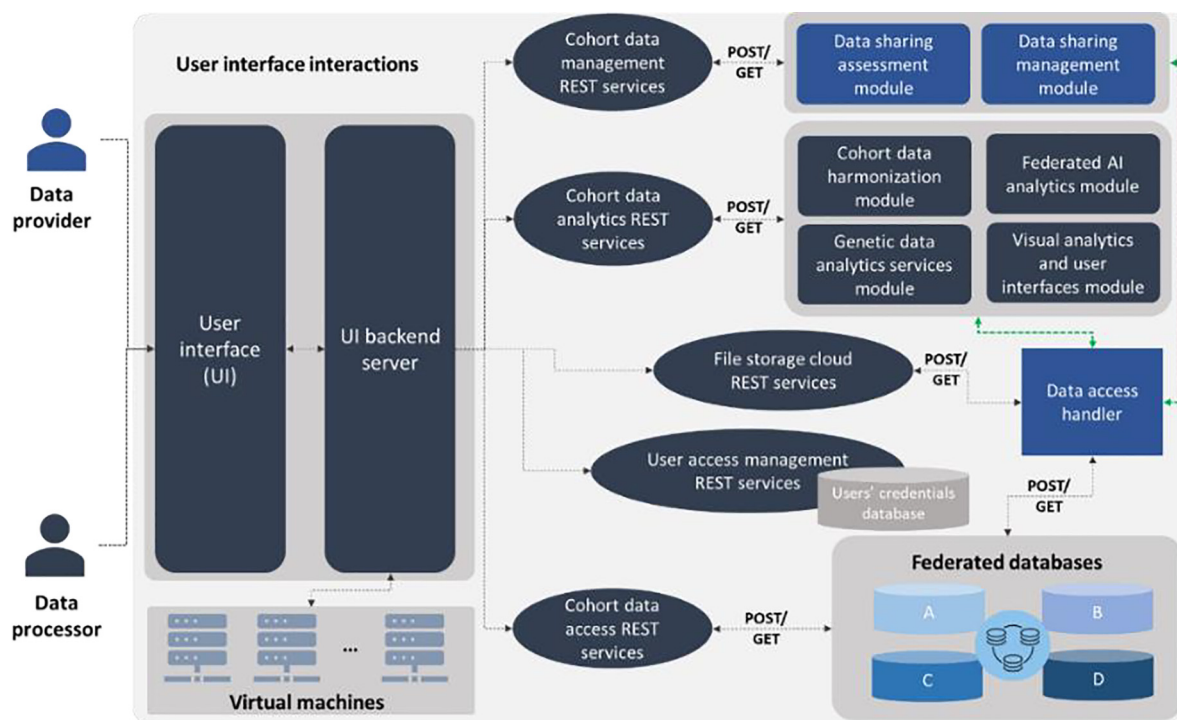 User interface interactions
Data
provider
Data
processor
User
interface
(UI)
UI backend
server
...
Virtual machines
Cohort data
management
REST services
POST/
GET
Data sharing
assessment
module
Data sharing
management
module
Cohort data
analytics REST
services
POST/
GET
Cohort data
harmonization
module
Federated AI
analytics module
Genetic data
analytics services
module
Visual analytics
and user
interfaces module
File storage cloud
REST services
POST/
GET
Data access
handler
User access management
REST services
Users' credentials
database
POST/
GET
Cohort data
access REST
services
POST/
GET
Federated databases
A
B
C
D